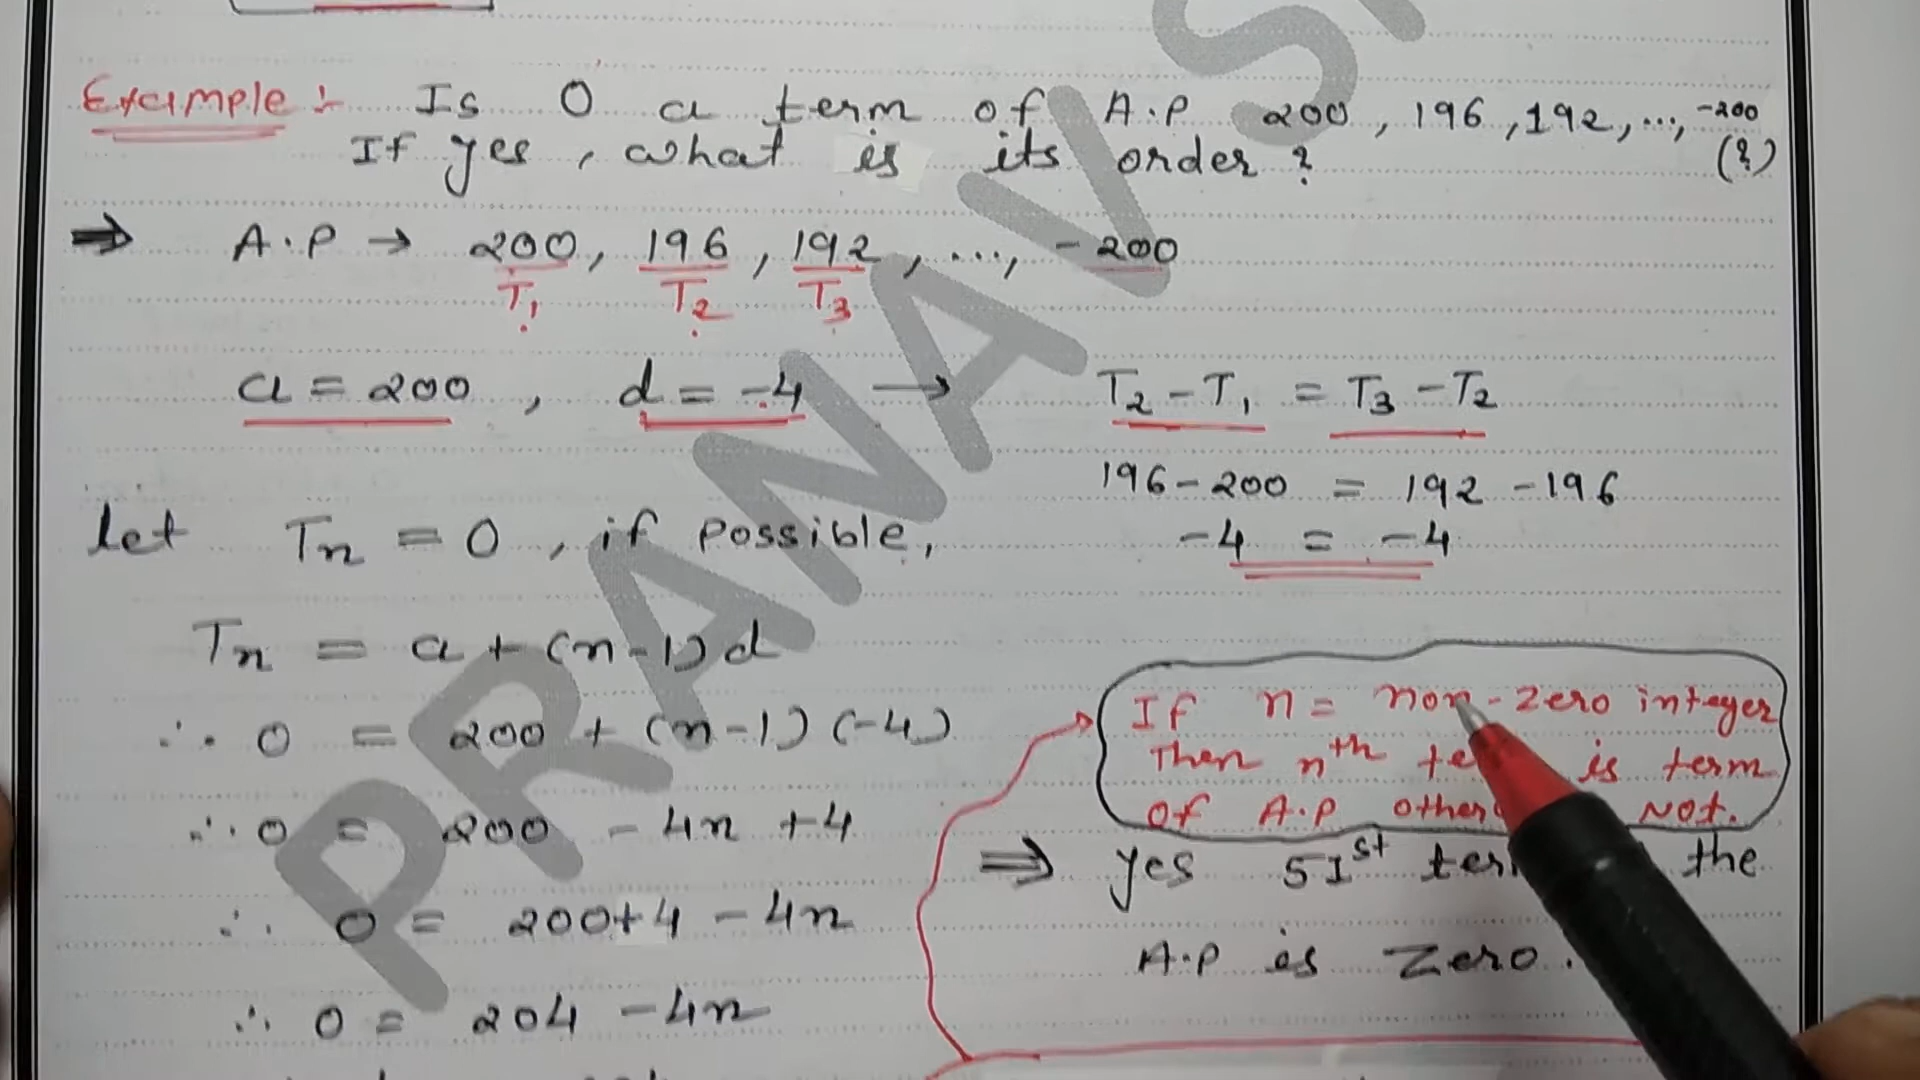 Example :- Is 0 a term of A.P 200, 196, 192, ..., -200
If yes, what is its order? (?)
⇒ A.P → 200, 196, 192, ..., -200
T1 T2 T3
a = 200, d = -4 → T2 - T1 = T3 - T2
196 - 200 = 192 - 196
-4 = -4
let Tn = 0, if possible,
Tn = a + (n-1)d
∴ 0 = 200 + (n-1)(-4)
∴ 0 = 200 - 4n + 4
∴ 0 = 200+4 - 4n
∴ 0 = 204 - 4n
If n = non-zero integer
Then nth is term
of A.P Not.
⇒ yes 51st the
A.P is zero.
PRANAV